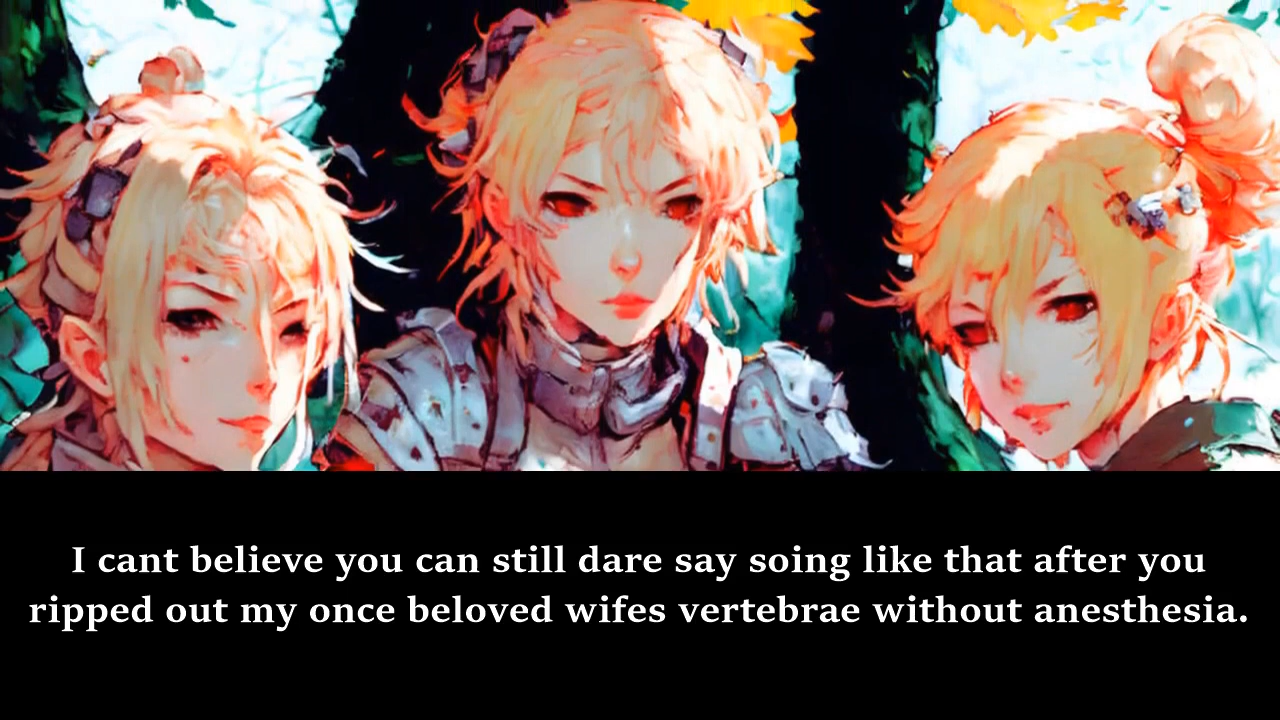 I cant believe you can still dare say soing like that after you
ripped out my once beloved wifes vertebrae without anesthesia.